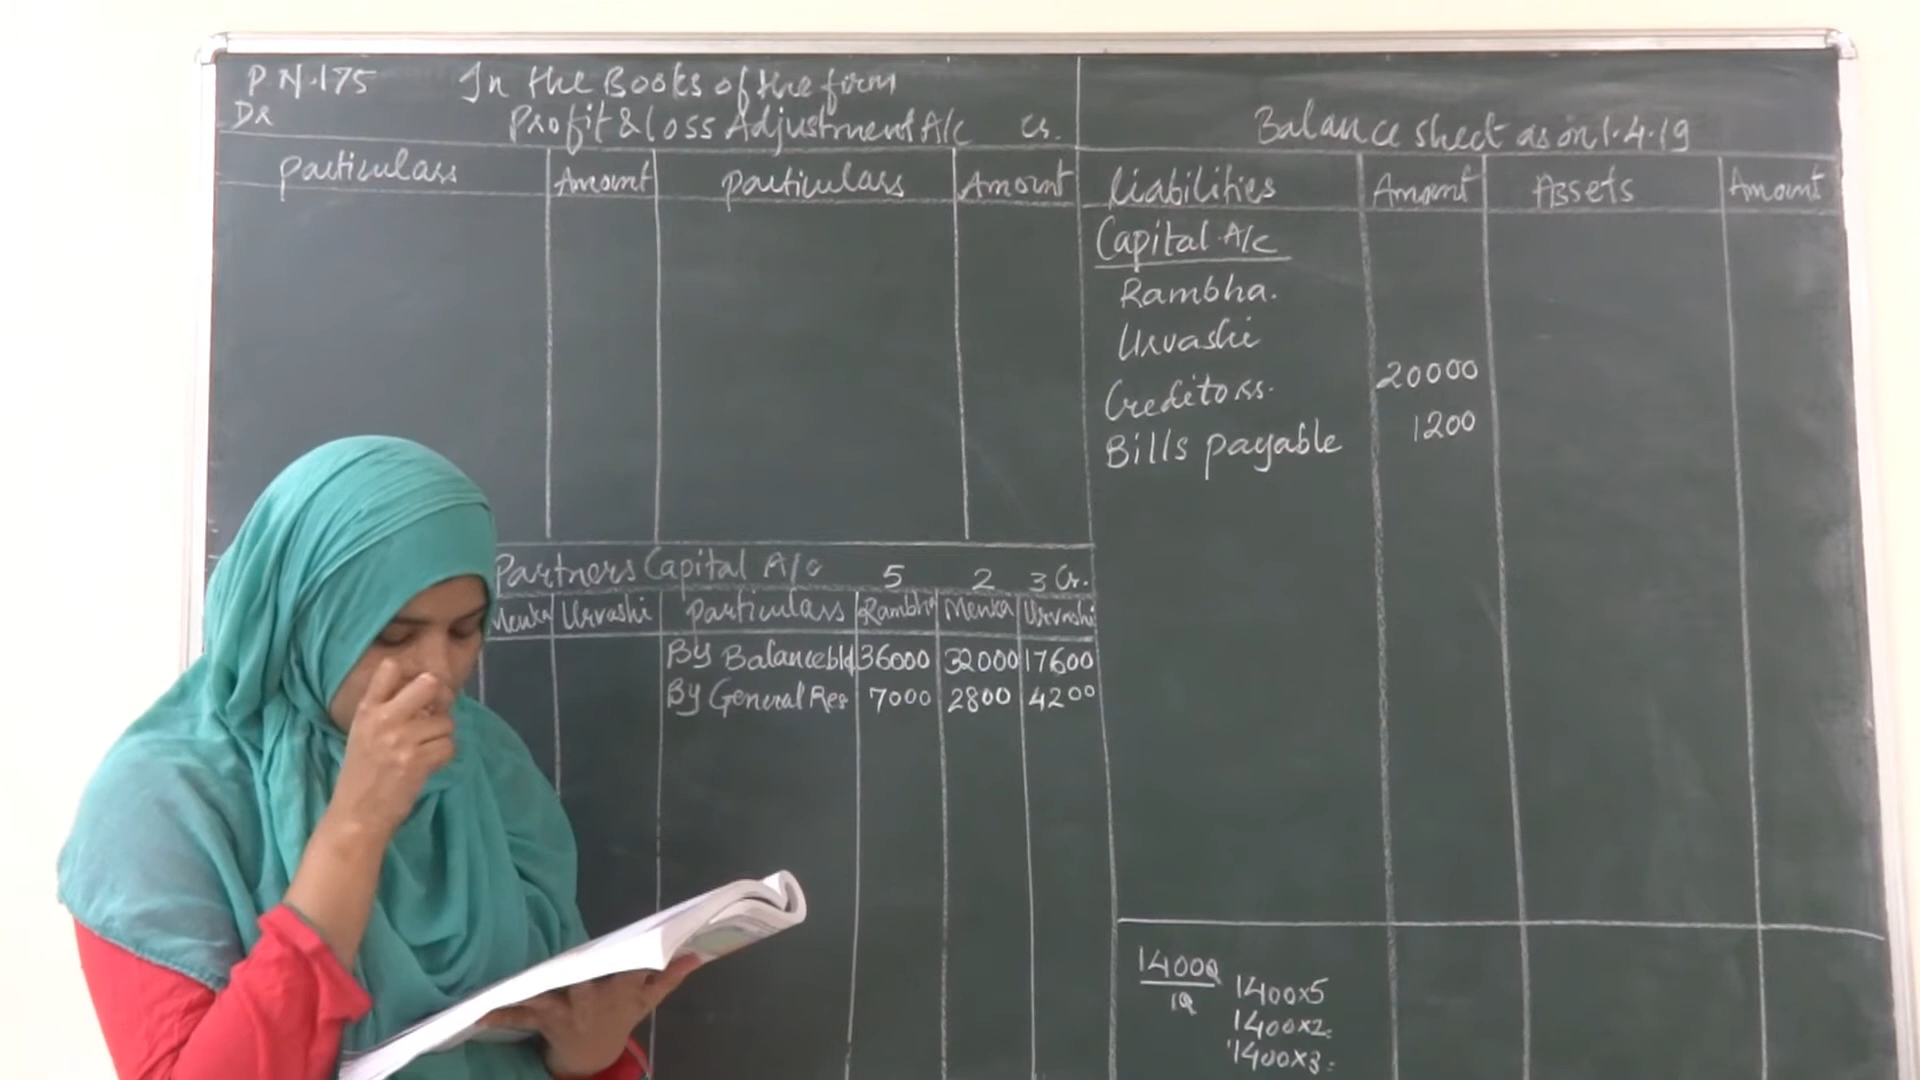 P.N.175 In the Books of the firm
Dr Profit & Loss Adjustment A/c Cr.
Particulars Amount Particulars Amount
Partners Capital A/c 5 2 3 Cr.
Menka Urvashi Particulars Rambha Menka Urvashi
By Balance b/d 36000 32000 17600
By General Res 7000 2800 4200
Balance sheet as on 1.4.19
Liabilities Amount Assets Amount
Capital A/c
Rambha.
Urvashi
Creditors. 20000
Bills payable 1200
14000
10
1400x5
1400x2=
1400x3=